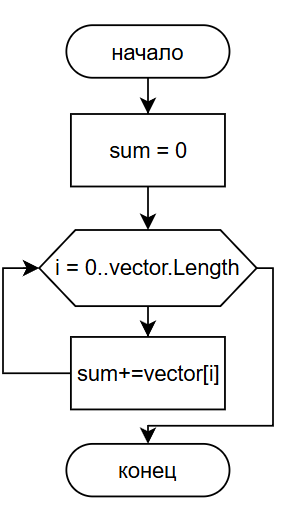 начало
sum = 0
i = 0..vector.Length
sum+=vector[i]
конец